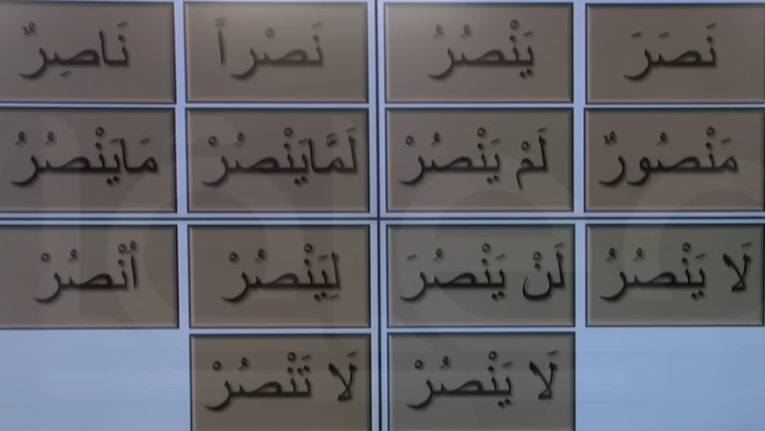 نَصَرَ يَنْصُرُ نَصْراً نَاصِرٌ
مَنْصُورٌ لَمْ يَنْصُرْ لَمَّايَنْصُرْ مَايَنْصُرُ
لَا يَنْصُرُ لَنْ يَنْصُرَ لِيَنْصُرْ اُنْصُرْ
لَا يَنْصُرْ لَا تَنْصُرْ